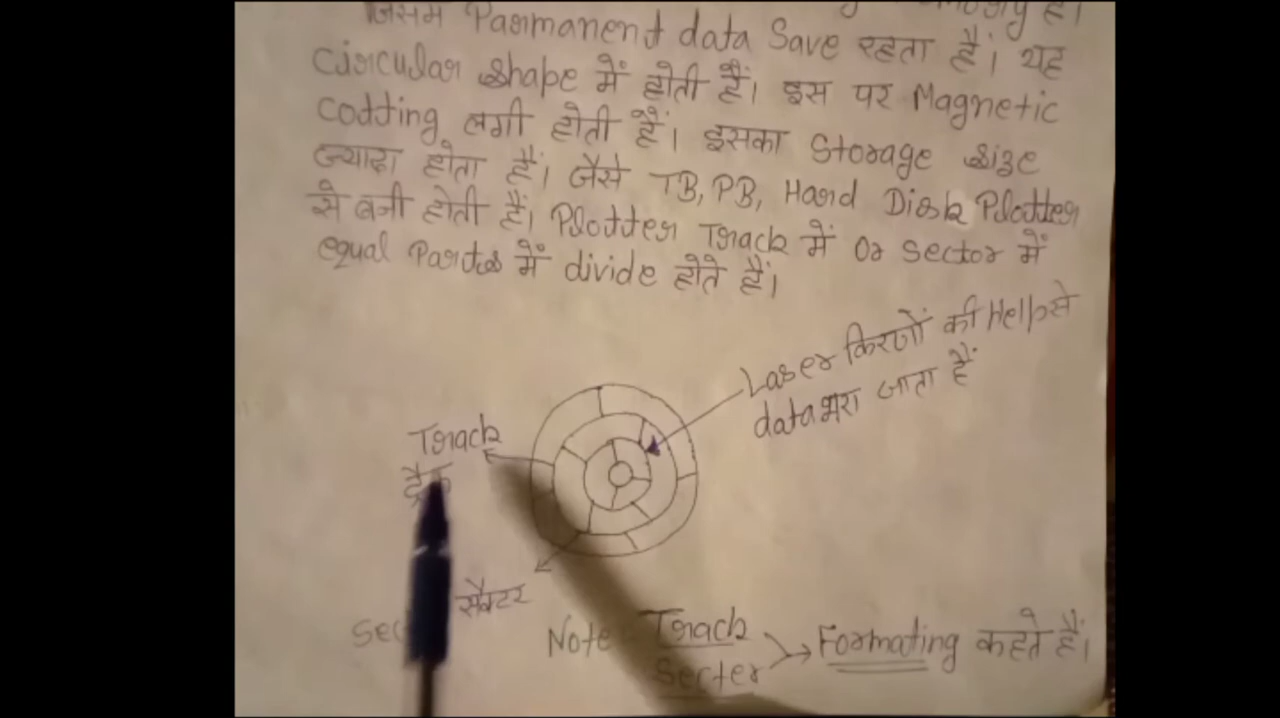 जिसमें Parmanent data Save रहता हैं। यह
Circular Shape में होती हैं। इस पर Magnetic
Codting लगी होती हैं। इसका Storage Size
ज्यादा होता हैं। जैसे TB, PB, Hard Disk Plotter
से बनी होती हैं। Plotter Track में Or Sector में
equal Parts में divide होते हैं।
Laser किरणों की Help से
data भरा जाता हैं
Track
ट्रैक
सैक्टर
Note Track
Secter
Formating कहते हैं।